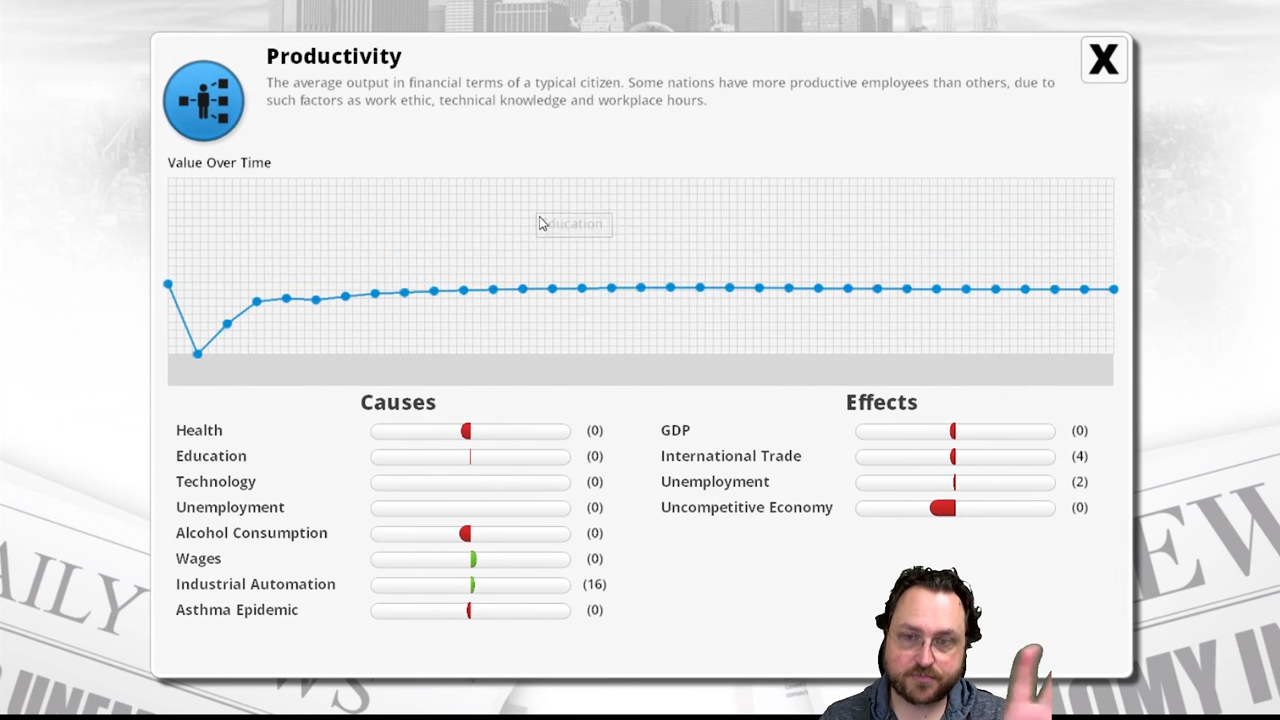 Productivity
X
The average output in financial terms of a typical citizen. Some nations have more productive employees than others, due to
such factors as work ethic, technical knowledge and workplace hours.
Value Over Time
Education
Causes
Effects
Health (0)
GDP (0)
Education (0)
International Trade (4)
Technology (0)
Unemployment (2)
Unemployment (0)
Uncompetitive Economy (0)
Alcohol Consumption (0)
Wages (0)
Industrial Automation (16)
Asthma Epidemic (0)